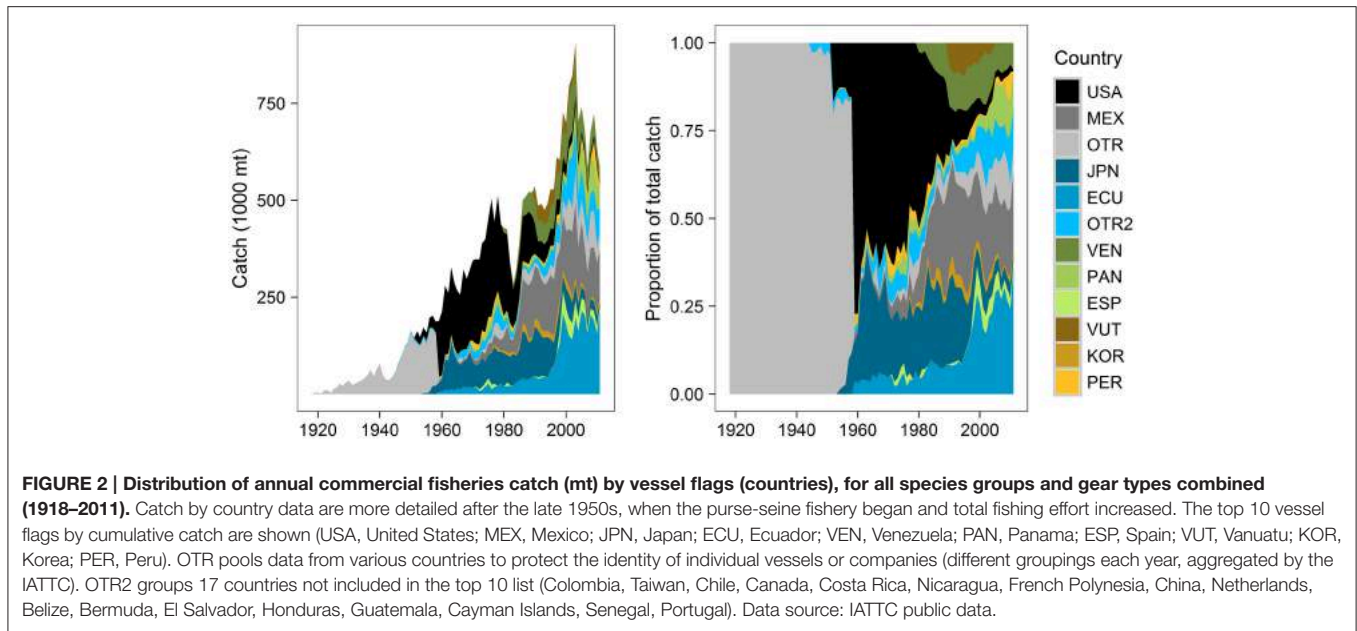 Catch (1000 mt)
750
500
250
1920 1940 1960 1980 2000
Proportion of total catch
1.00
0.75
0.50
0.25
0.00
1920 1940 1960 1980 2000
Country
USA
MEX
OTR
JPN
ECU
OTR2
VEN
PAN
ESP
VUT
KOR
PER
FIGURE 2 | Distribution of annual commercial fisheries catch (mt) by vessel flags (countries), for all species groups and gear types combined
(1918–2011). Catch by country data are more detailed after the late 1950s, when the purse-seine fishery began and total fishing effort increased. The top 10 vessel
flags by cumulative catch are shown (USA, United States; MEX, Mexico; JPN, Japan; ECU, Ecuador; VEN, Venezuela; PAN, Panama; ESP, Spain; VUT, Vanuatu; KOR,
Korea; PER, Peru). OTR pools data from various countries to protect the identity of individual vessels or companies (different groupings each year, aggregated by the
IATTC). OTR2 groups 17 countries not included in the top 10 list (Colombia, Taiwan, Chile, Canada, Costa Rica, Nicaragua, French Polynesia, China, Netherlands,
Belize, Bermuda, El Salvador, Honduras, Guatemala, Cayman Islands, Senegal, Portugal). Data source: IATTC public data.